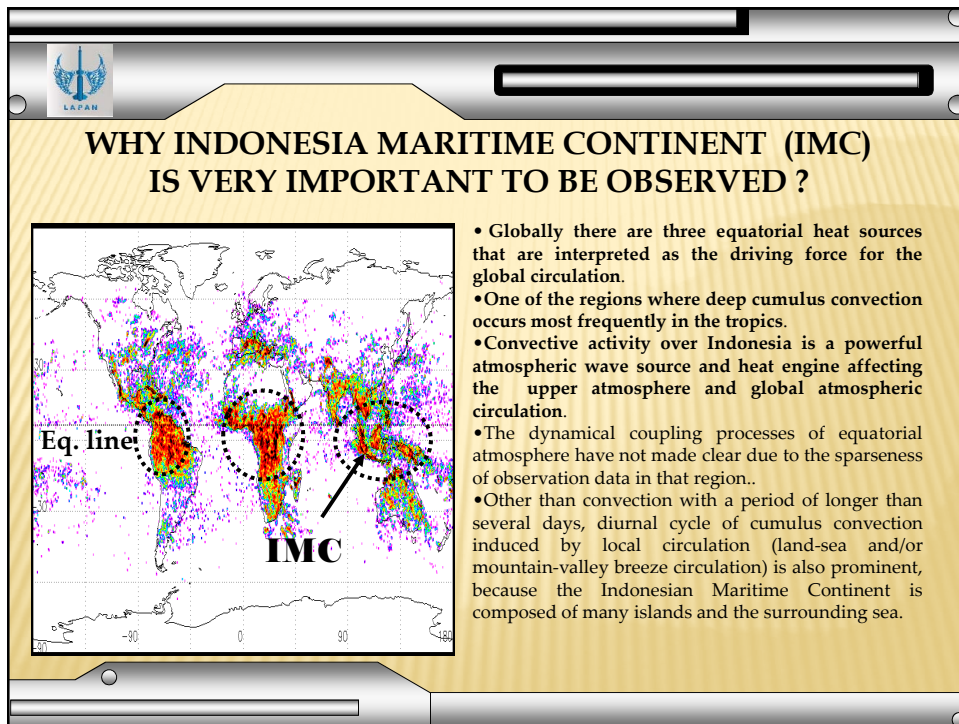 LAPAN
WHY INDONESIA MARITIME CONTINENT (IMC)
IS VERY IMPORTANT TO BE OBSERVED ?
Eq. line
IMC
-90
0
90
180
• Globally there are three equatorial heat sources
that are interpreted as the driving force for the
global circulation.
•One of the regions where deep cumulus convection
occurs most frequently in the tropics.
•Convective activity over Indonesia is a powerful
atmospheric wave source and heat engine affecting
the upper atmosphere and global atmospheric
circulation.
•The dynamical coupling processes of equatorial
atmosphere have not made clear due to the sparseness
of observation data in that region..
•Other than convection with a period of longer than
several days, diurnal cycle of cumulus convection
induced by local circulation (land-sea and/or
mountain-valley breeze circulation) is also prominent,
because the Indonesian Maritime Continent is
composed of many islands and the surrounding sea.